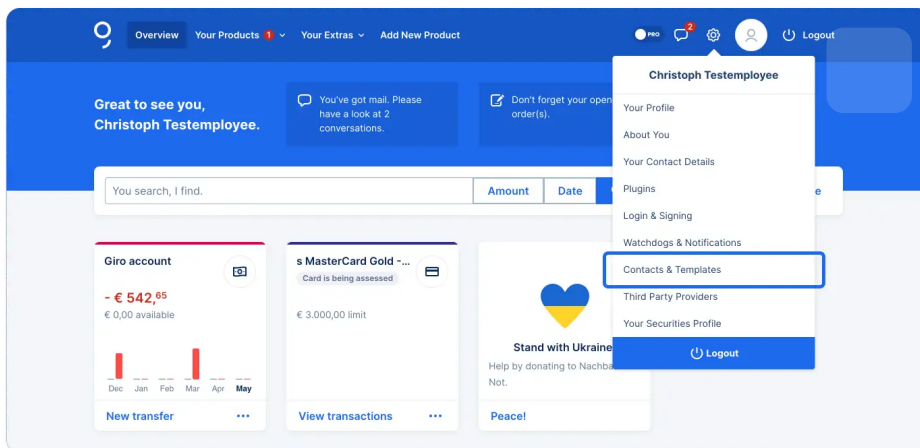 Overview
Your Products 1
Your Extras
Add New Product
PRO
2
Logout
Great to see you,
Christoph Testemployee.
You've got mail. Please
have a look at 2
conversations.
Don't forget your open
order(s).
Christoph Testemployee
Your Profile
About You
Your Contact Details
Plugins
Login & Signing
Watchdogs & Notifications
Contacts & Templates
Third Party Providers
Your Securities Profile
Logout
You search, I find.
Amount
Date
Giro account
- € 542,65
€ 0,00 available
Dec Jan Feb Mar Apr May
New transfer
s MasterCard Gold -...
Card is being assessed
€ 3.000,00 limit
View transactions
Stand with Ukraine
Help by donating to
Not.
Peace!